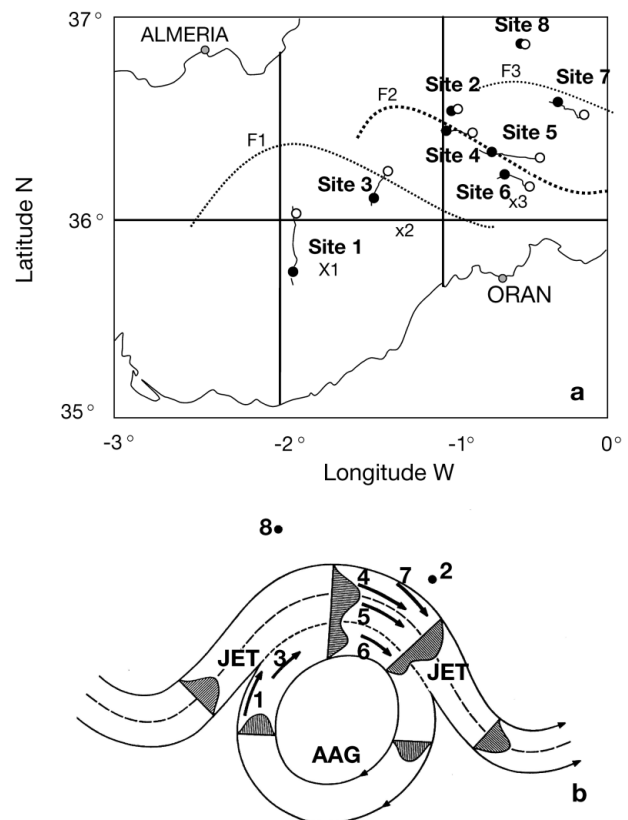 37°
ALMERIA
Site 8
F3
Site 7
Site 2
F2
F1
Site 5
Site 4
Site 3
Site 6
x3
36°
x2
Site 1
X1
ORAN
Latitude N
35°
a
-3°
-2°
-1°
0°
Longitude W
8
2
4
7
5
6
JET
3
JET
1
AAG
b